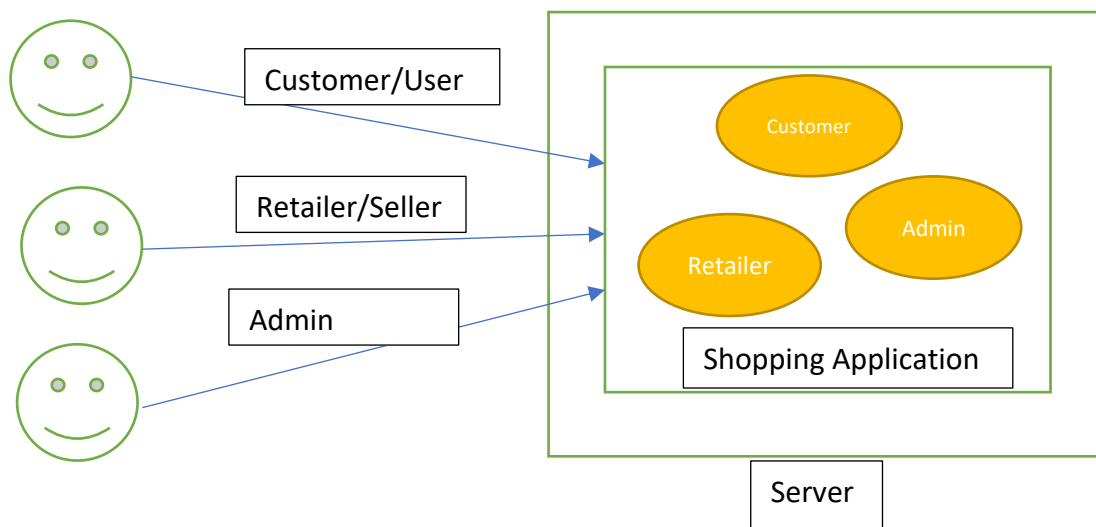 Customer/User
Customer
Retailer/Seller
Admin
Retailer
Admin
Shopping Application
Server